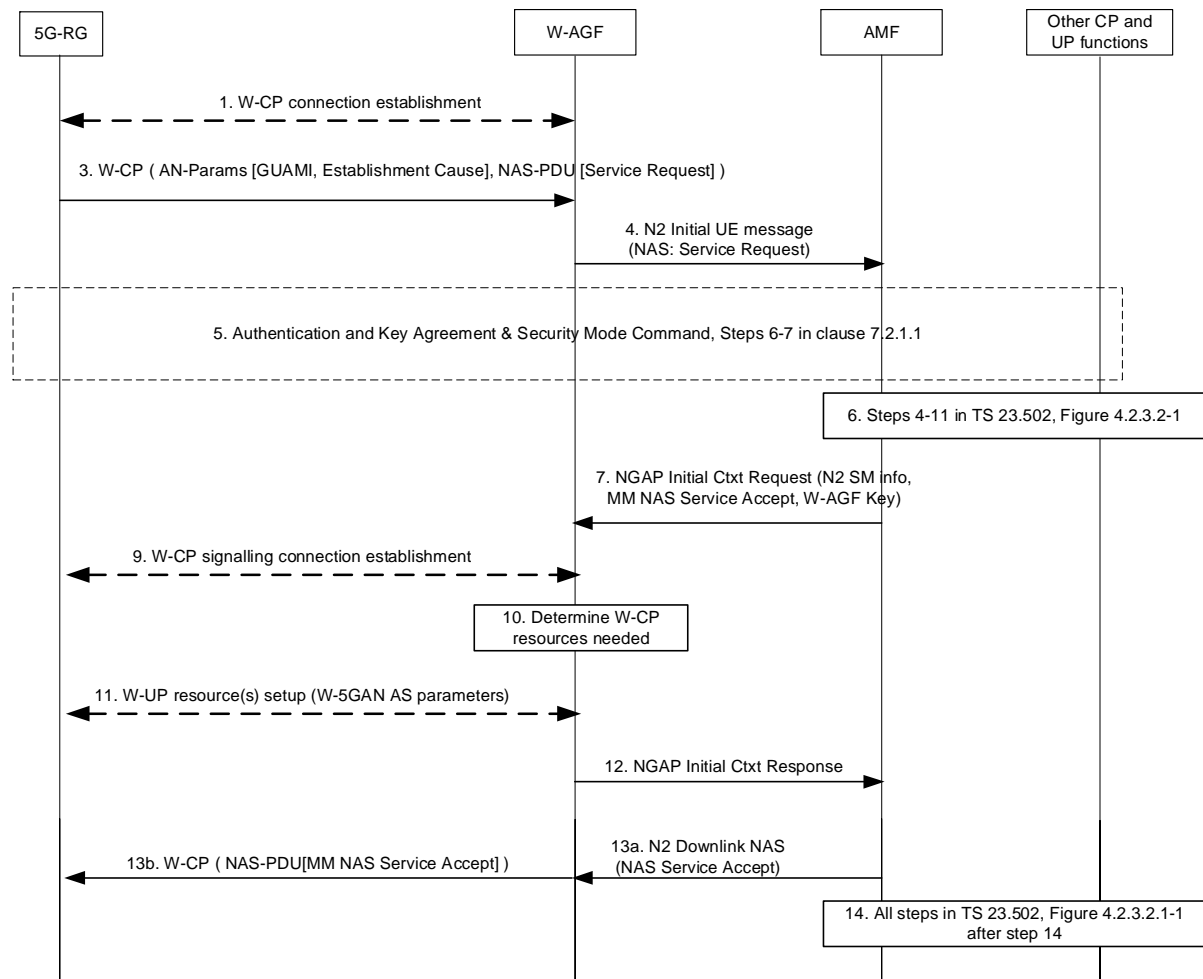 5G-RG
W-AGF
AMF
Other CP and
UP functions
1. W-CP connection establishment
3. W-CP ( AN-Params [GUAMI, Establishment Cause], NAS-PDU [Service Request] )
4. N2 Initial UE message
(NAS: Service Request)
5. Authentication and Key Agreement & Security Mode Command, Steps 6-7 in clause 7.2.1.1
6. Steps 4-11 in TS 23.502, Figure 4.2.3.2-1
7. NGAP Initial Ctxt Request (N2 SM info,
MM NAS Service Accept, W-AGF Key)
9. W-CP signalling connection establishment
10. Determine W-CP
resources needed
11. W-UP resource(s) setup (W-5GAN AS parameters)
12. NGAP Initial Ctxt Response
13a. N2 Downlink NAS
(NAS Service Accept)
13b. W-CP ( NAS-PDU[MM NAS Service Accept] )
14. All steps in TS 23.502, Figure 4.2.3.2.1-1
after step 14